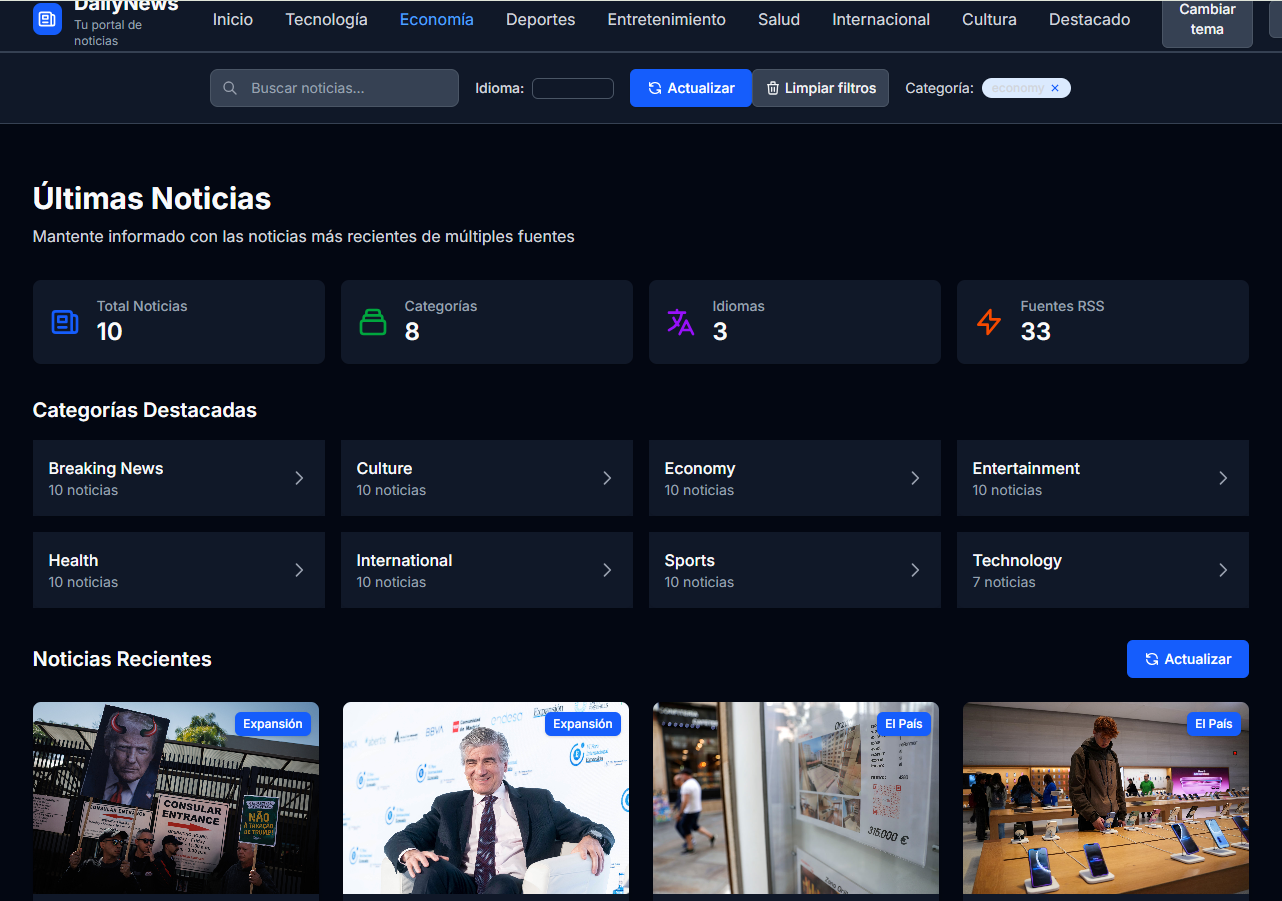 DailyNews
Tu portal de
noticias
Inicio
Tecnología
Economía
Deportes
Entretenimiento
Salud
Internacional
Cultura
Destacado
Cambiar
tema
Buscar noticias...
Idioma:
Actualizar
Limpiar filtros
Categoría:
economy ×
Últimas Noticias
Mantente informado con las noticias más recientes de múltiples fuentes
Total Noticias
10
Categorías
8
Idiomas
3
Fuentes RSS
33
Categorías Destacadas
Breaking News
10 noticias
Culture
10 noticias
Economy
10 noticias
Entertainment
10 noticias
Health
10 noticias
International
10 noticias
Sports
10 noticias
Technology
7 noticias
Noticias Recientes
Actualizar
Expansión
CONSULAR
ENTRANCE
CONSULAR
ENTRANCE
NÃO
Expansión
endesa
BBVA
El País
315.000 €
El País